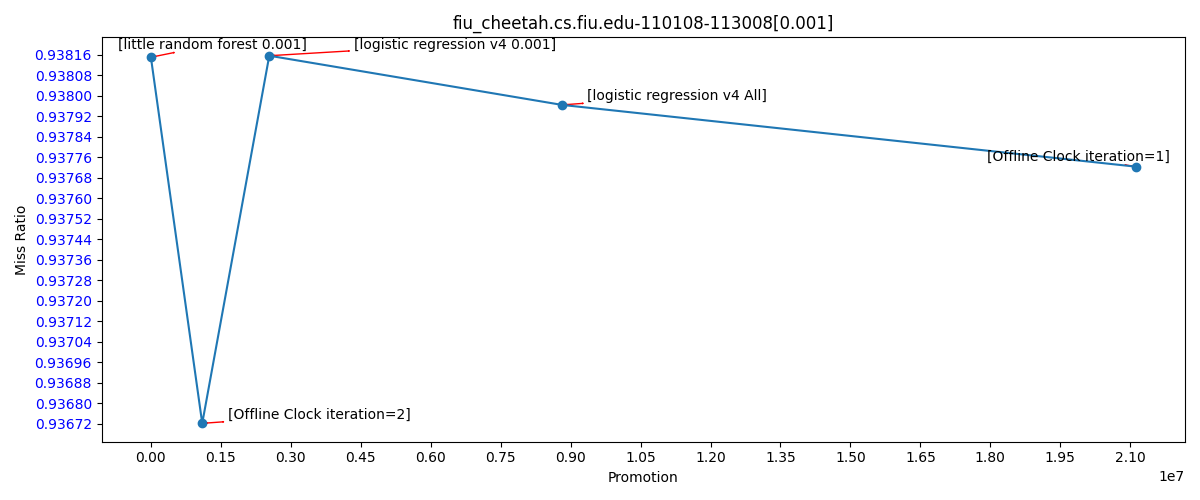 fiu_cheetah.cs.fiu.edu-110108-113008[0.001]
[little random forest 0.001]
[logistic regression v4 0.001]
[logistic regression v4 All]
[Offline Clock iteration=1]
[Offline Clock iteration=2]
Miss Ratio
0.93816
0.93808
0.93800
0.93792
0.93784
0.93776
0.93768
0.93760
0.93752
0.93744
0.93736
0.93728
0.93720
0.93712
0.93704
0.93696
0.93688
0.93680
0.93672
0.00 0.15 0.30 0.45 0.60 0.75 0.90 1.05 1.20 1.35 1.50 1.65 1.80 1.95 2.10
Promotion
1e7